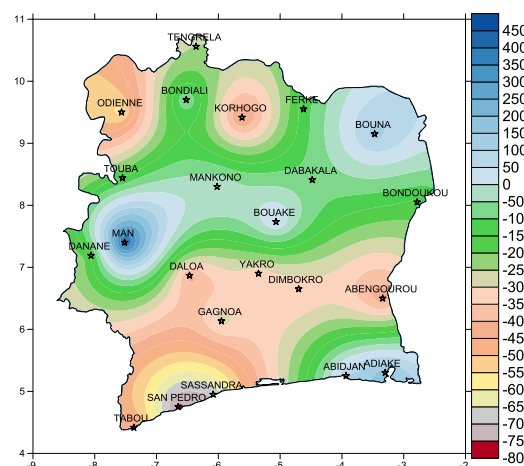 11
TENGRELA
450
400
10
BONDIALI
350
ODIENNE
KORHOGO
FERKE
300
BOUNA
200
9
150
100
TOUBA
50
MANKONO
DABAKALA
0
BONDOUKOU
-5
8
BOUAKE
-10
MAN
-15
DANANE
-20
7
DALOA
YAKRO
-25
DIMBOKRO
ABENGOUROU
-30
GAGNOA
-35
6
-40
-45
-50
ABIDJAN
ADIAKE
-55
SASSANDRA
5
SAN PEDRO
-60
TABOU
-65
-70
-75
4
-80
-9 -8 -7 -6 -5 -4 -3 -2